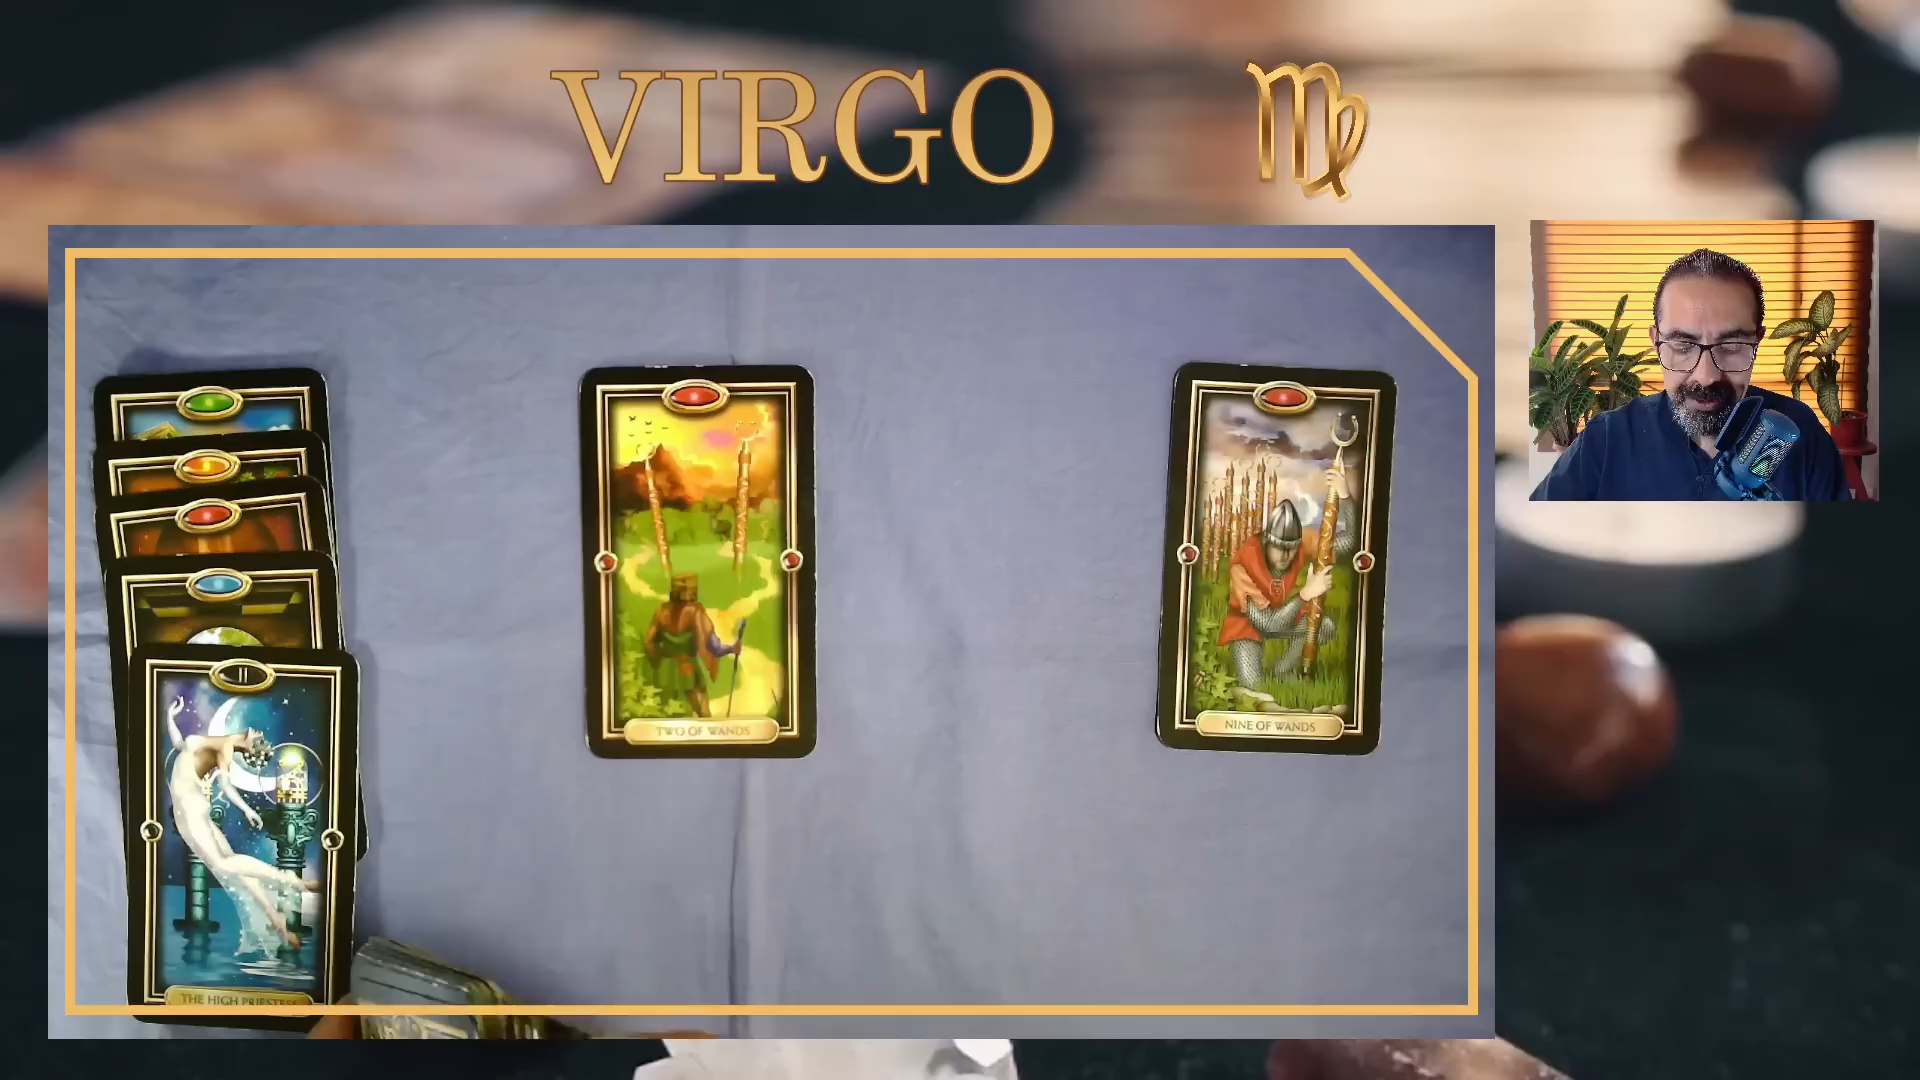 VIRGO
TWO OF WANDS
NINE OF WANDS
II
THE HIGH PRIESTESS